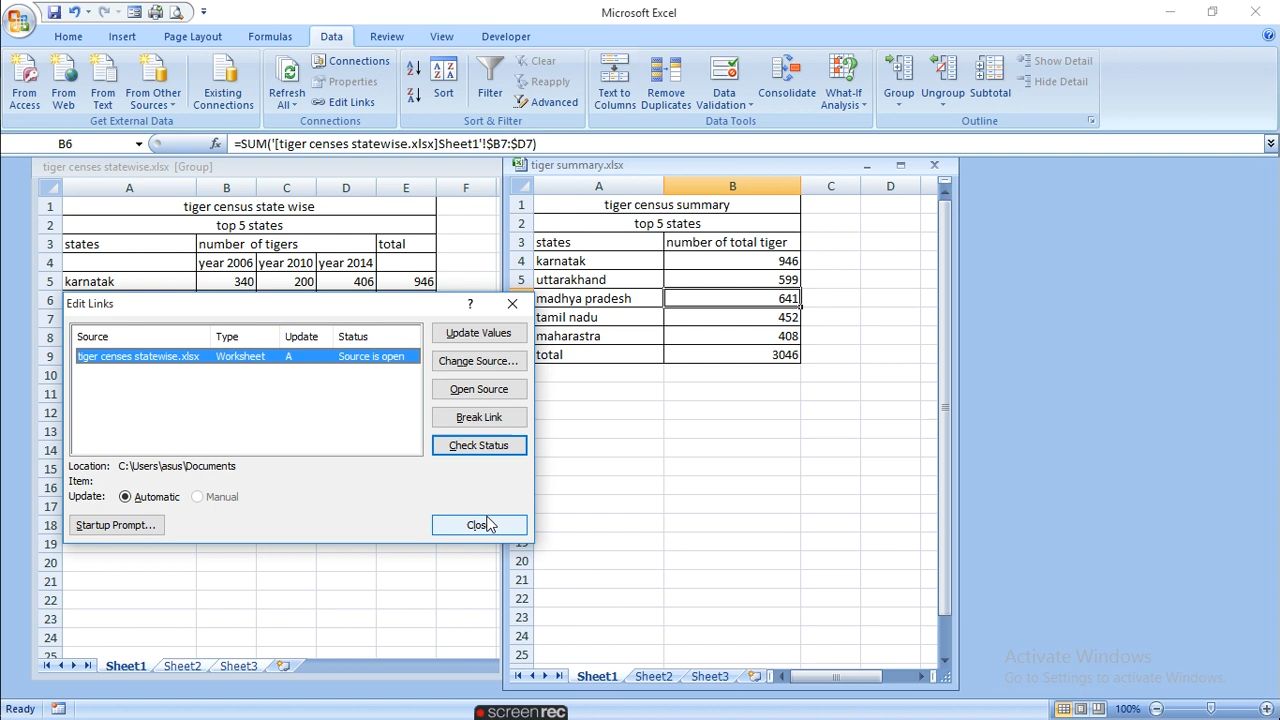 Microsoft Excel
Home Insert Page Layout Formulas Data Review View Developer
From Access
From Web
From Text
From Other Sources
Existing Connections
Get External Data
Refresh All
Connections
Properties
Edit Links
Connections
Sort
Filter
Clear
Reapply
Advanced
Sort & Filter
Text to Columns
Remove Duplicates
Data Validation
Consolidate
What-If Analysis
Data Tools
Group
Ungroup
Subtotal
Show Detail
Hide Detail
Outline
B6 fx =SUM('[tiger censes statewise.xlsx]Sheet1'!$B7:$D7)
tiger censes statewise.xlsx [Group]
A B C D E F
1 tiger census state wise
2 top 5 states
3 states number of tigers total
4 year 2006 year 2010 year 2014
5 karnatak 340 200 406 946
6
7
8
9
10
11
12
13
14
15
16
17
18
19
20
21
22
23
24
25
Sheet1 Sheet2 Sheet3
Edit Links ?
Source Type Update Status
tiger censes statewise.xlsx Worksheet A Source is open
Update Values
Change Source...
Open Source
Break Link
Check Status
Location: C:\Users\asus\Documents
Item:
Update: Automatic Manual
Startup Prompt...
tiger summary.xlsx
A B C D
1 tiger census summary
2 top 5 states
3 states number of total tiger
4 karnatak 946
5 uttarakhand 599
madhya pradesh 641
tamil nadu 452
maharastra 408
total 3046
20
21
22
23
24
25
Sheet1 Sheet2 Sheet3
Activate Windows
Go to Settings to activate Windows.
Ready
screenrec
100%